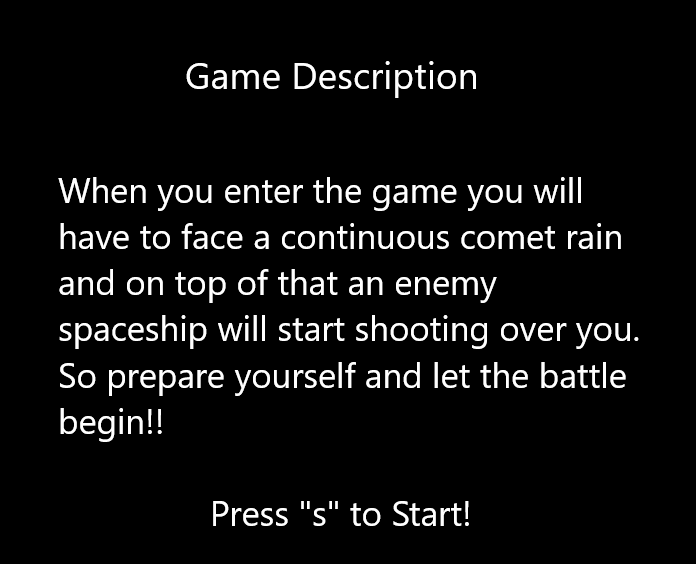 Game Description
When you enter the game you will
have to face a continuous comet rain
and on top of that an enemy
spaceship will start shooting over you.
So prepare yourself and let the battle
begin!!
Press "s" to Start!